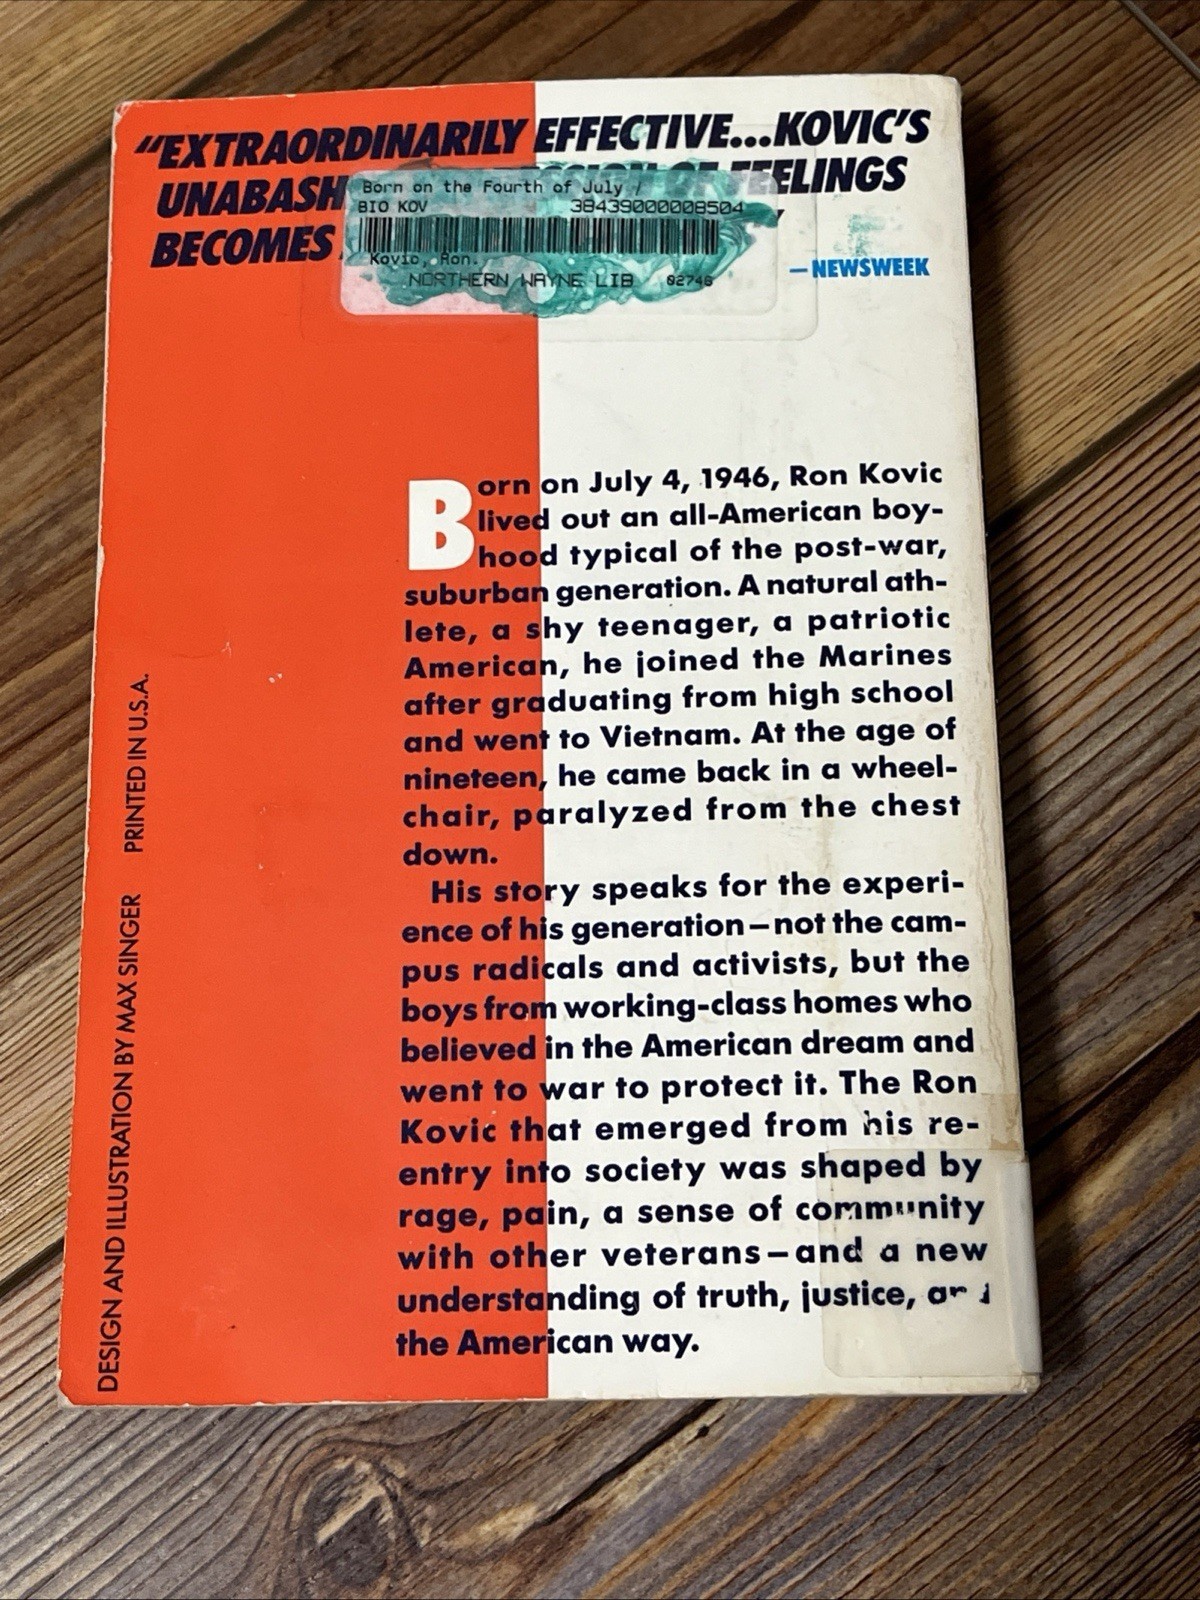 "EXTRAORDINARILY EFFECTIVE...KOVIC'S
UNABASH OF FEELINGS
BECOMES
—NEWSWEEK
Born on the Fourth of July /
BIO KOV 38439000008504
Kovic, Ron.
NORTHERN WAYNE LIB 02748
Born on July 4, 1946, Ron Kovic
lived out an all-American boy-
hood typical of the post-war,
suburban generation. A natural ath-
lete, a shy teenager, a patriotic
American, he joined the Marines
after graduating from high school
and went to Vietnam. At the age of
nineteen, he came back in a wheel-
chair, paralyzed from the chest
down.
His story speaks for the experi-
ence of his generation—not the cam-
pus radicals and activists, but the
boys from working-class homes who
believed in the American dream and
went to war to protect it. The Ron
Kovic that emerged from his re-
entry into society was shaped by
rage, pain, a sense of community
with other veterans—and a new
understanding of truth, justice, and
the American way.
DESIGN AND ILLUSTRATION BY MAX SINGER PRINTED IN U.S.A.